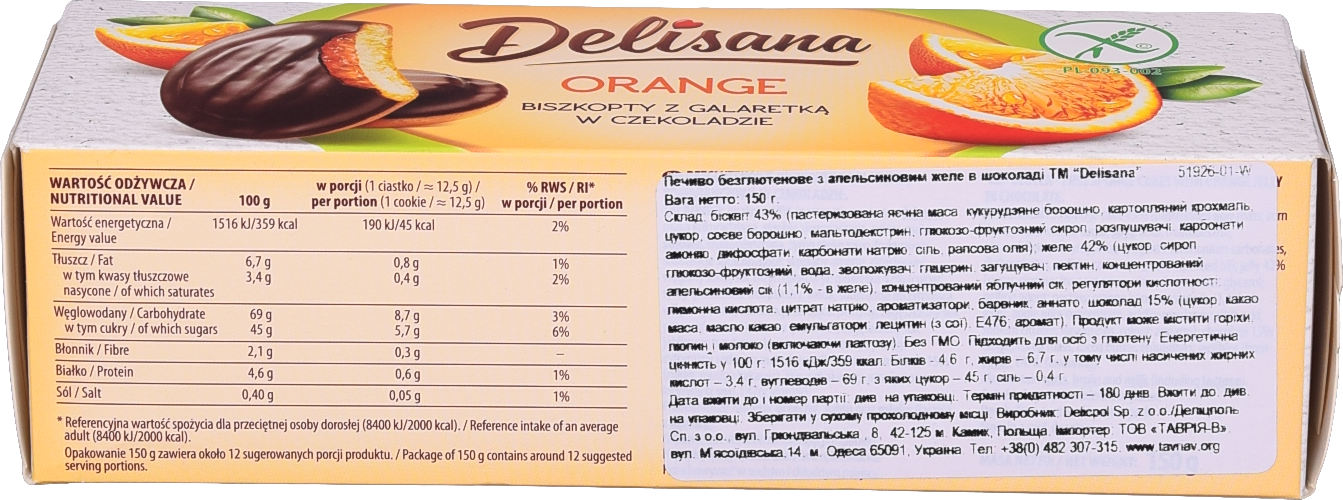 Delisana
ORANGE
BISZKOPTY Z GALARETKĄ
W CZEKOLADZIE
PL-093-002
WARTOŚĆ ODŻYWCZA /
NUTRITIONAL VALUE
100 g
w porcji (1 ciastko / ≈ 12,5 g) /
per portion (1 cookie / ≈ 12,5 g)
% RWS / RI*
w porcji / per portion
Wartość energetyczna / 1516 kJ/359 kcal 190 kJ/45 kcal 2%
Energy value
Tłuszcz / Fat 6,7 g 0,8 g 1%
w tym kwasy tłuszczowe 3,4 g 0,4 g 2%
nasycone / of which saturates
Węglowodany / Carbohydrate 69 g 8,7 g 3%
w tym cukry / of which sugars 45 g 5,7 g 6%
Błonnik / Fibre 2,1 g 0,3 g –
Białko / Protein 4,6 g 0,6 g 1%
Sól / Salt 0,40 g 0,05 g 1%
* Referencyjna wartość spożycia dla przeciętnej osoby dorosłej (8400 kJ/2000 kcal). / Reference intake of an average
adult (8400 kJ/2000 kcal).
Opakowanie 150 g zawiera około 12 sugerowanych porcji produktu. / Package of 150 g contains around 12 suggested
serving portions.
Печиво безглютенове з апельсиновим желе в шоколаді ТМ "Delisana" 51926-01-W
Вага нетто: 150 г.
Склад: бісквіт 43% (пастеризована яєчна маса, кукурудзяне борошно, картопляний крохмаль,
цукор, соєве борошно, мальтодекстрин, глюкозо-фруктозний сироп, розпушувачі: карбонати
амонію, дифосфати, карбонати натрію, сіль, рапсова олія), желе 42% (цукор, сироп
глюкозо-фруктозний, вода, зволожувач: гліцерин, загущувач: пектин, концентрований
апельсиновий сік (1,1% - в желе), концентрований яблучний сік, регулятори кислотності:
лимонна кислота, цитрат натрію, ароматизатори, барвник: аннато, шоколад 15% (цукор, какао
маса, масло какао, емульгатори: лецитин (з сої), Е476, аромат). Продукт може містити горіхи,
люпин і молоко (включаючи лактозу). Без ГМО. Підходить для осіб з глютену. Енергетична
цінність у 100 г: 1516 кДж/359 ккал. Білків - 4,6 г, жирів – 6,7 г, у тому числі насичених жирних
кислот – 3,4 г, вуглеводів – 69 г, з яких цукор – 45 г, сіль – 0,4 г.
Дата вжити до і номер партії: див. на упаковці. Термін придатності – 180 днів. Вжити до: див.
на упаковці. Зберігати у сухому прохолодному місці. Виробник: Delicpol Sp. z o.o./Деліцполь
Сп. з о.о., вул. Грюндвальська , 8, 42-125 м. Камик, Польща. Імпортер: ТОВ «ТАВРІЯ-В»,
вул. М'ясоїдівська,14, м. Одеса 65091, Україна. Тел: +38(0) 482 307-315. www.tavriav.org
150 g